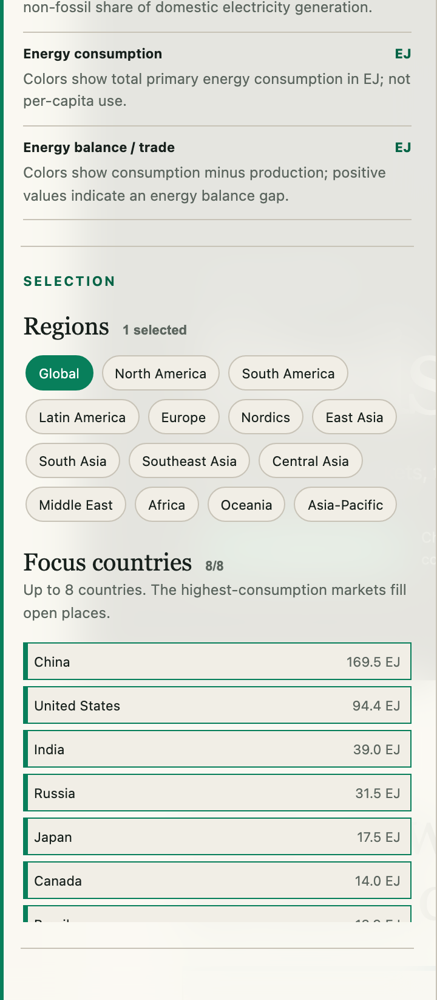 non-fossil share of domestic electricity generation.
Energy consumption EJ
Colors show total primary energy consumption in EJ; not
per-capita use.
Energy balance / trade EJ
Colors show consumption minus production; positive
values indicate an energy balance gap.
SELECTION
Regions 1 selected
Global North America South America
Latin America Europe Nordics East Asia
South Asia Southeast Asia Central Asia
Middle East Africa Oceania Asia-Pacific
Focus countries 8/8
Up to 8 countries. The highest-consumption markets fill
open places.
China 169.5 EJ
United States 94.4 EJ
India 39.0 EJ
Russia 31.5 EJ
Japan 17.5 EJ
Canada 14.0 EJ